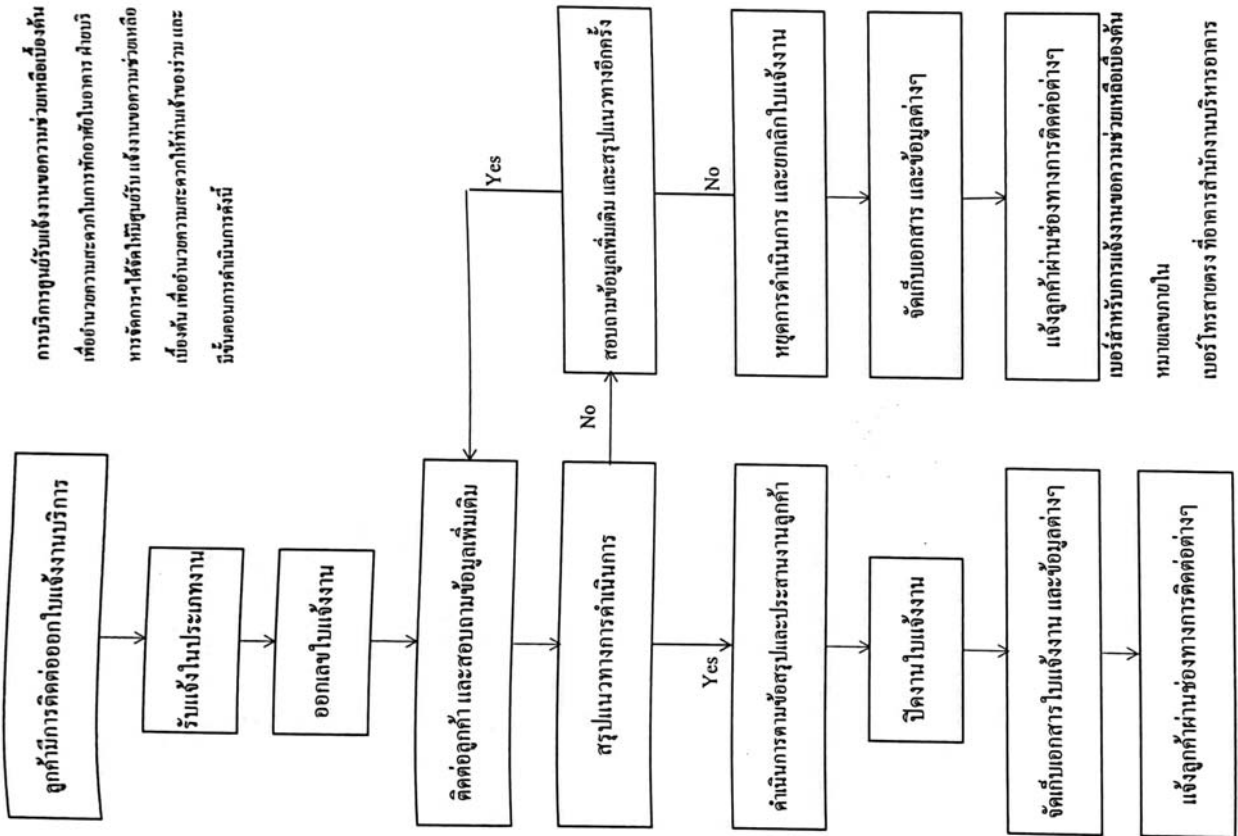 การบริการศูนย์รับแจ้งงานขอความช่วยเหลือเบื้องต้น
เพื่ออำนวยความสะดวกในการพักอาศัยในอาคาร ฝ่ายบริ
หารจัดการฯได้จัดให้มีศูนย์รับ แจ้งงานขอความช่วยเหลือ
เบื้องต้น เพื่ออำนวยความสะดวกให้ท่านเจ้าของร่วม และ
มีขั้นตอนการดำเนินการดังนี้
ลูกค้ามีการติดต่อออกใบแจ้งงานบริการ
รับแจ้งในประเภทงาน
ออกเลขใบแจ้งงาน
ติดต่อลูกค้า และสอบถามข้อมูลเพิ่มเติม
สรุปแนวทางการดำเนินการ
Yes
ดำเนินการตามข้อสรุปและประสานงานลูกค้า
ปิดงานใบแจ้งงาน
จัดเก็บเอกสาร ใบแจ้งงาน และข้อมูลต่างๆ
แจ้งลูกค้าผ่านช่องทางการติดต่อต่างๆ
No
Yes
สอบถามข้อมูลเพิ่มเติม และสรุปแนวทางอีกครั้ง
No
หยุดการดำเนินการ และยกเลิกใบแจ้งงาน
จัดเก็บเอกสาร และข้อมูลต่างๆ
แจ้งลูกค้าผ่านช่องทางการติดต่อต่างๆ
เบอร์สำหรับการแจ้งงานขอความช่วยเหลือเบื้องต้น
หมายเลขภายใน
เบอร์โทรสายตรง ที่อาคารสำนักงานบริหารอาคาร